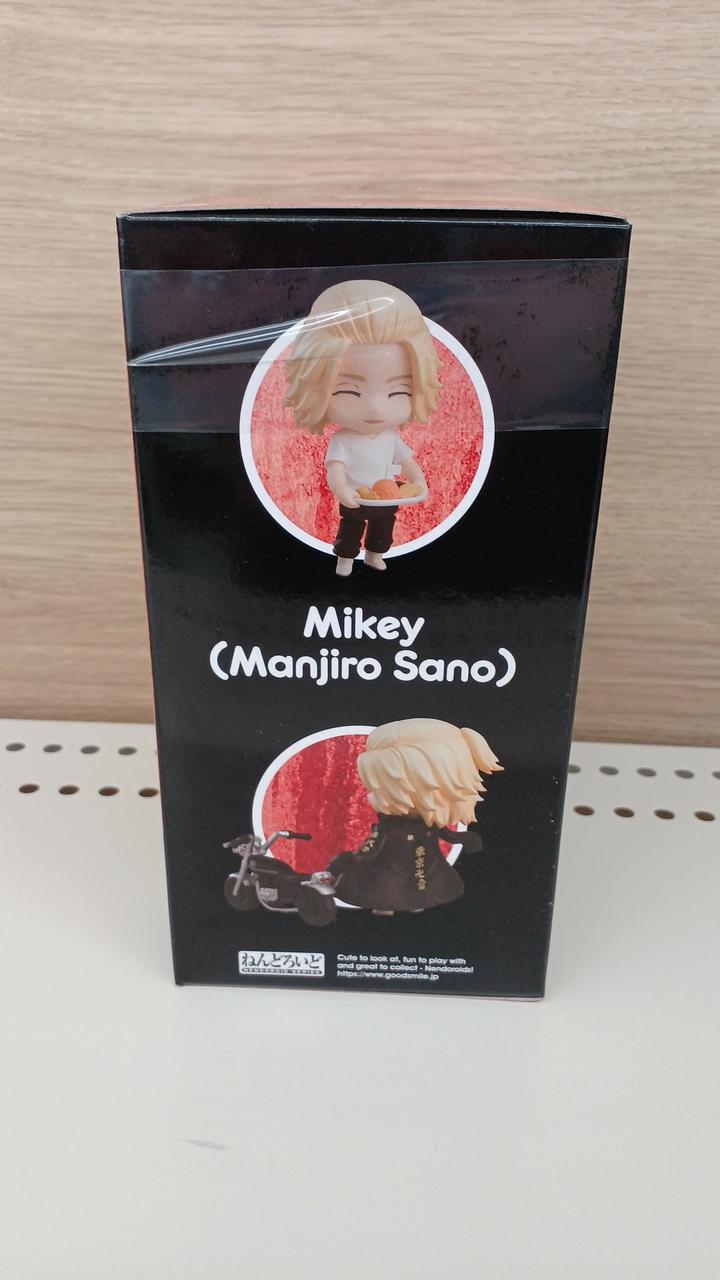 Mikey
(Manjiro Sano)
ねんどろいど
NENDOROID SERIES
Cute to look at, fun to play with
and great to collect - Nendoroids!
https://www.goodsmile.jp